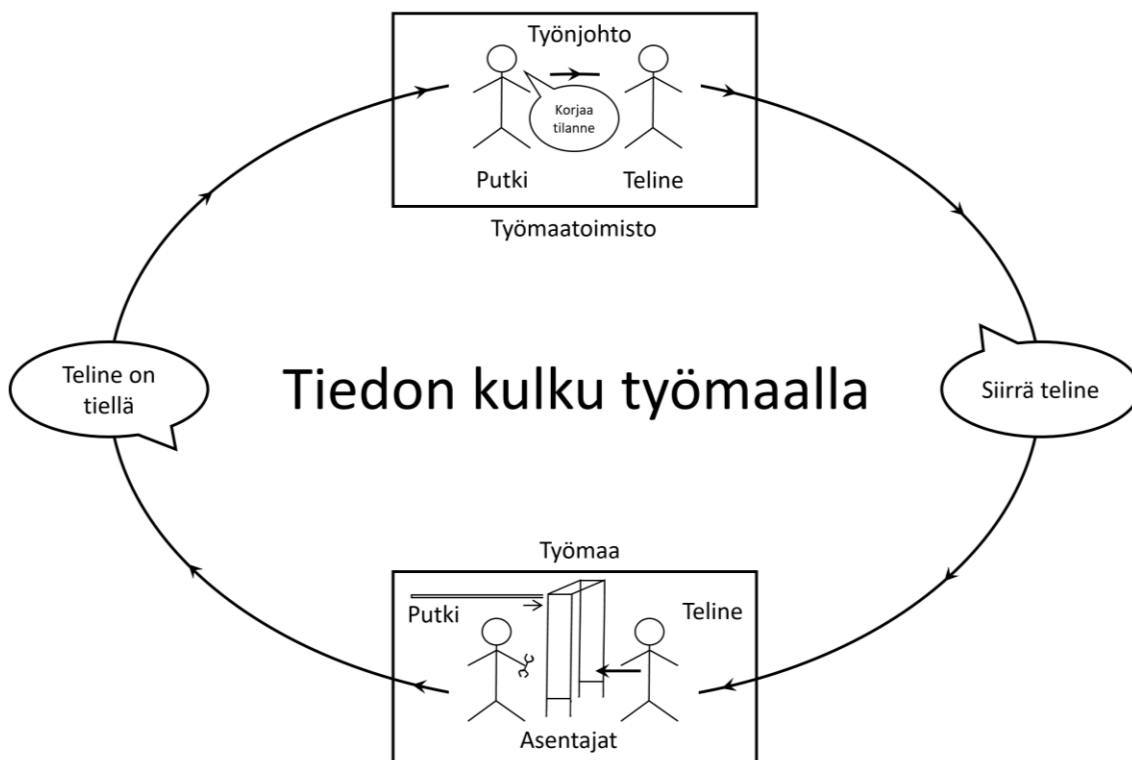 Työnjohto
Korjaa
tilanne
Putki
Teline
Työmaatoimisto
Teline on
tiellä
Tiedon kulku työmaalla
Siirrä teline
Työmaa
Putki
Teline
Asentajat